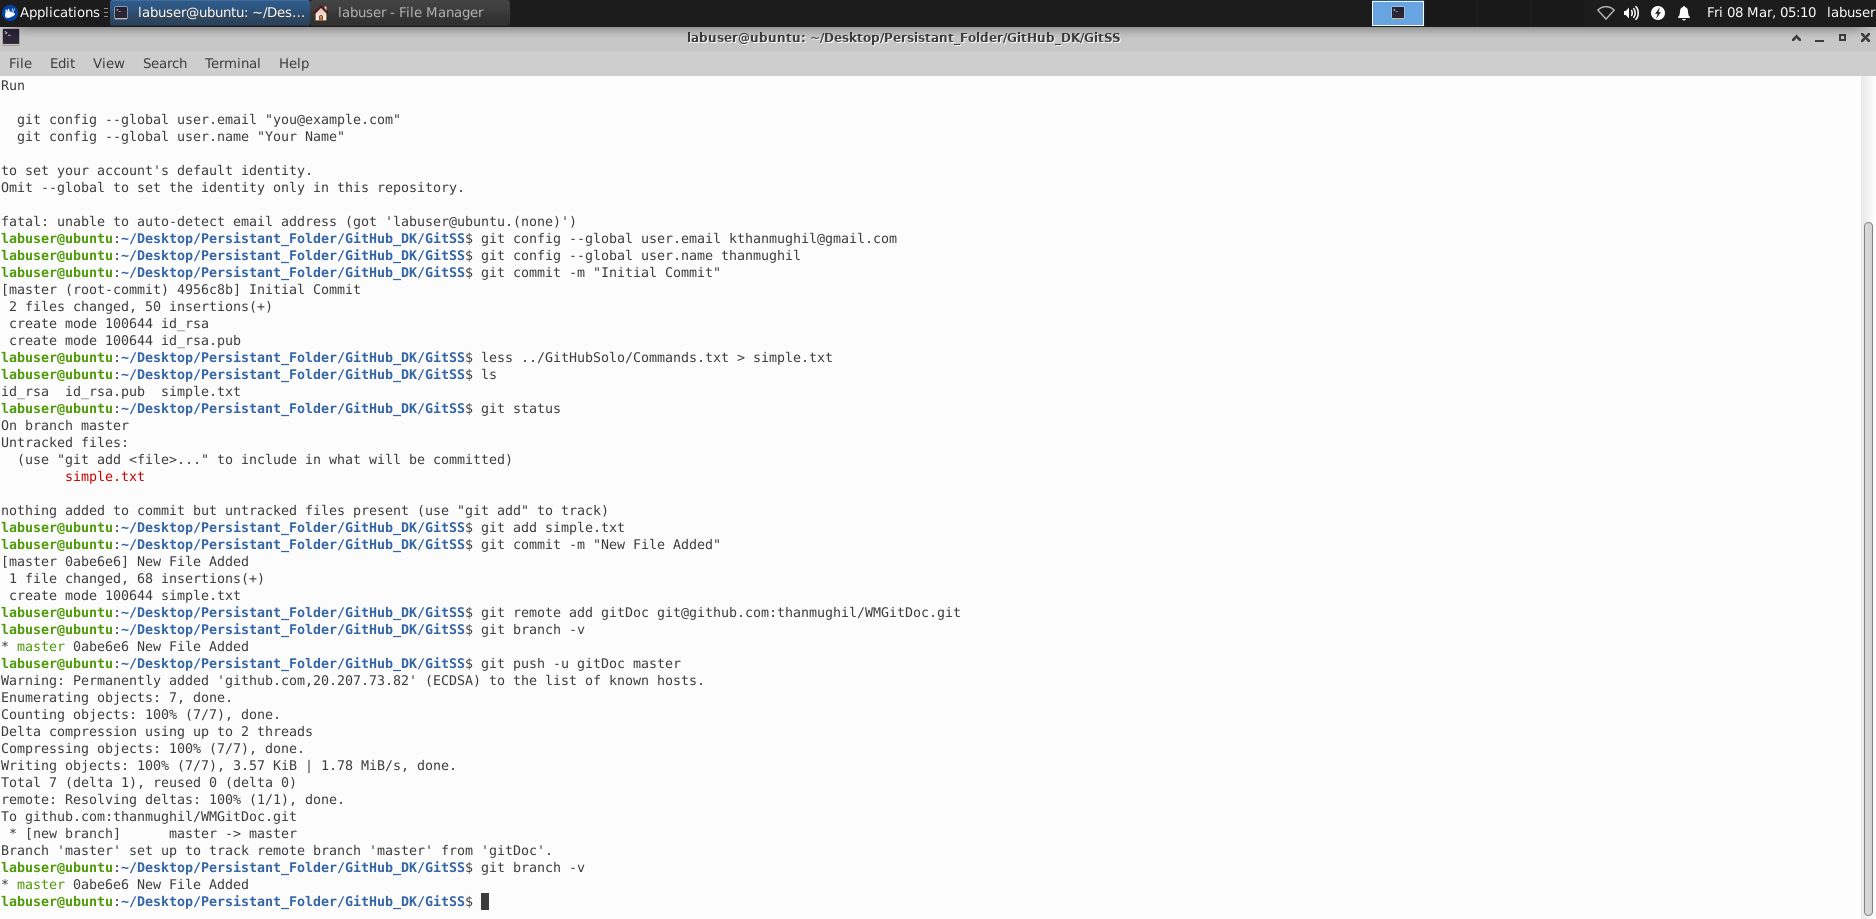 Applications
labuser@ubuntu: ~/Des...
labuser - File Manager
Fri 08 Mar, 05:10
labuser
labuser@ubuntu: ~/Desktop/Persistant_Folder/GitHub_DK/GitSS
File Edit View Search Terminal Help
Run
git config --global user.email "you@example.com"
git config --global user.name "Your Name"
to set your account's default identity.
Omit --global to set the identity only in this repository.
fatal: unable to auto-detect email address (got 'labuser@ubuntu.(none)')
labuser@ubuntu:~/Desktop/Persistant_Folder/GitHub_DK/GitSS$ git config --global user.email kthanmughil@gmail.com
labuser@ubuntu:~/Desktop/Persistant_Folder/GitHub_DK/GitSS$ git config --global user.name thanmughil
labuser@ubuntu:~/Desktop/Persistant_Folder/GitHub_DK/GitSS$ git commit -m "Initial Commit"
[master (root-commit) 4956c8b] Initial Commit
2 files changed, 50 insertions(+)
create mode 100644 id_rsa
create mode 100644 id_rsa.pub
labuser@ubuntu:~/Desktop/Persistant_Folder/GitHub_DK/GitSS$ less ../GitHubSolo/Commands.txt > simple.txt
labuser@ubuntu:~/Desktop/Persistant_Folder/GitHub_DK/GitSS$ ls
id_rsa  id_rsa.pub  simple.txt
labuser@ubuntu:~/Desktop/Persistant_Folder/GitHub_DK/GitSS$ git status
On branch master
Untracked files:
(use "git add <file>..." to include in what will be committed)
simple.txt
nothing added to commit but untracked files present (use "git add" to track)
labuser@ubuntu:~/Desktop/Persistant_Folder/GitHub_DK/GitSS$ git add simple.txt
labuser@ubuntu:~/Desktop/Persistant_Folder/GitHub_DK/GitSS$ git commit -m "New File Added"
[master 0abe6e6] New File Added
1 file changed, 68 insertions(+)
create mode 100644 simple.txt
labuser@ubuntu:~/Desktop/Persistant_Folder/GitHub_DK/GitSS$ git remote add gitDoc git@github.com:thanmughil/WMGitDoc.git
labuser@ubuntu:~/Desktop/Persistant_Folder/GitHub_DK/GitSS$ git branch -v
* master 0abe6e6 New File Added
labuser@ubuntu:~/Desktop/Persistant_Folder/GitHub_DK/GitSS$ git push -u gitDoc master
Warning: Permanently added 'github.com,20.207.73.82' (ECDSA) to the list of known hosts.
Enumerating objects: 7, done.
Counting objects: 100% (7/7), done.
Delta compression using up to 2 threads
Compressing objects: 100% (7/7), done.
Writing objects: 100% (7/7), 3.57 KiB | 1.78 MiB/s, done.
Total 7 (delta 1), reused 0 (delta 0)
remote: Resolving deltas: 100% (1/1), done.
To github.com:thanmughil/WMGitDoc.git
* [new branch]      master -> master
Branch 'master' set up to track remote branch 'master' from 'gitDoc'.
labuser@ubuntu:~/Desktop/Persistant_Folder/GitHub_DK/GitSS$ git branch -v
* master 0abe6e6 New File Added
labuser@ubuntu:~/Desktop/Persistant_Folder/GitHub_DK/GitSS$